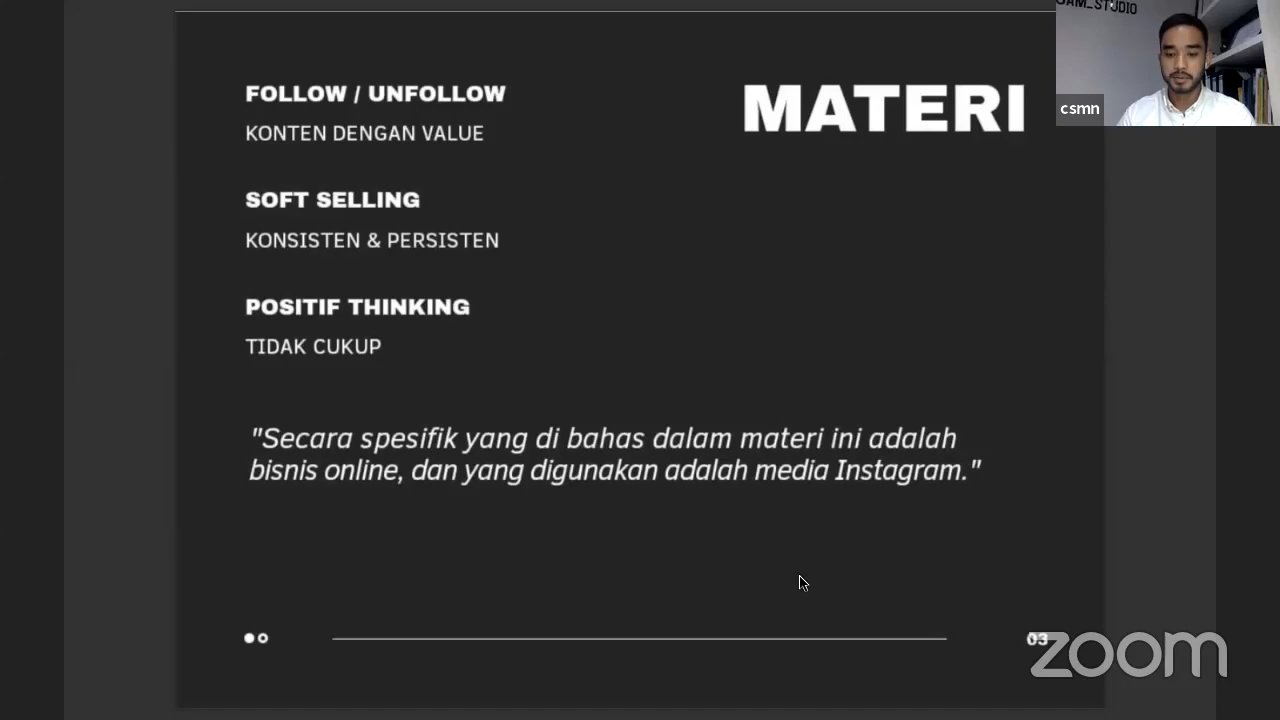 FOLLOW / UNFOLLOW
KONTEN DENGAN VALUE
MATERI
SOFT SELLING
KONSISTEN & PERSISTEN
POSITIF THINKING
TIDAK CUKUP
"Secara spesifik yang di bahas dalam materi ini adalah
bisnis online, dan yang digunakan adalah media Instagram."
03
zoom
csmn
AM_STUDIO